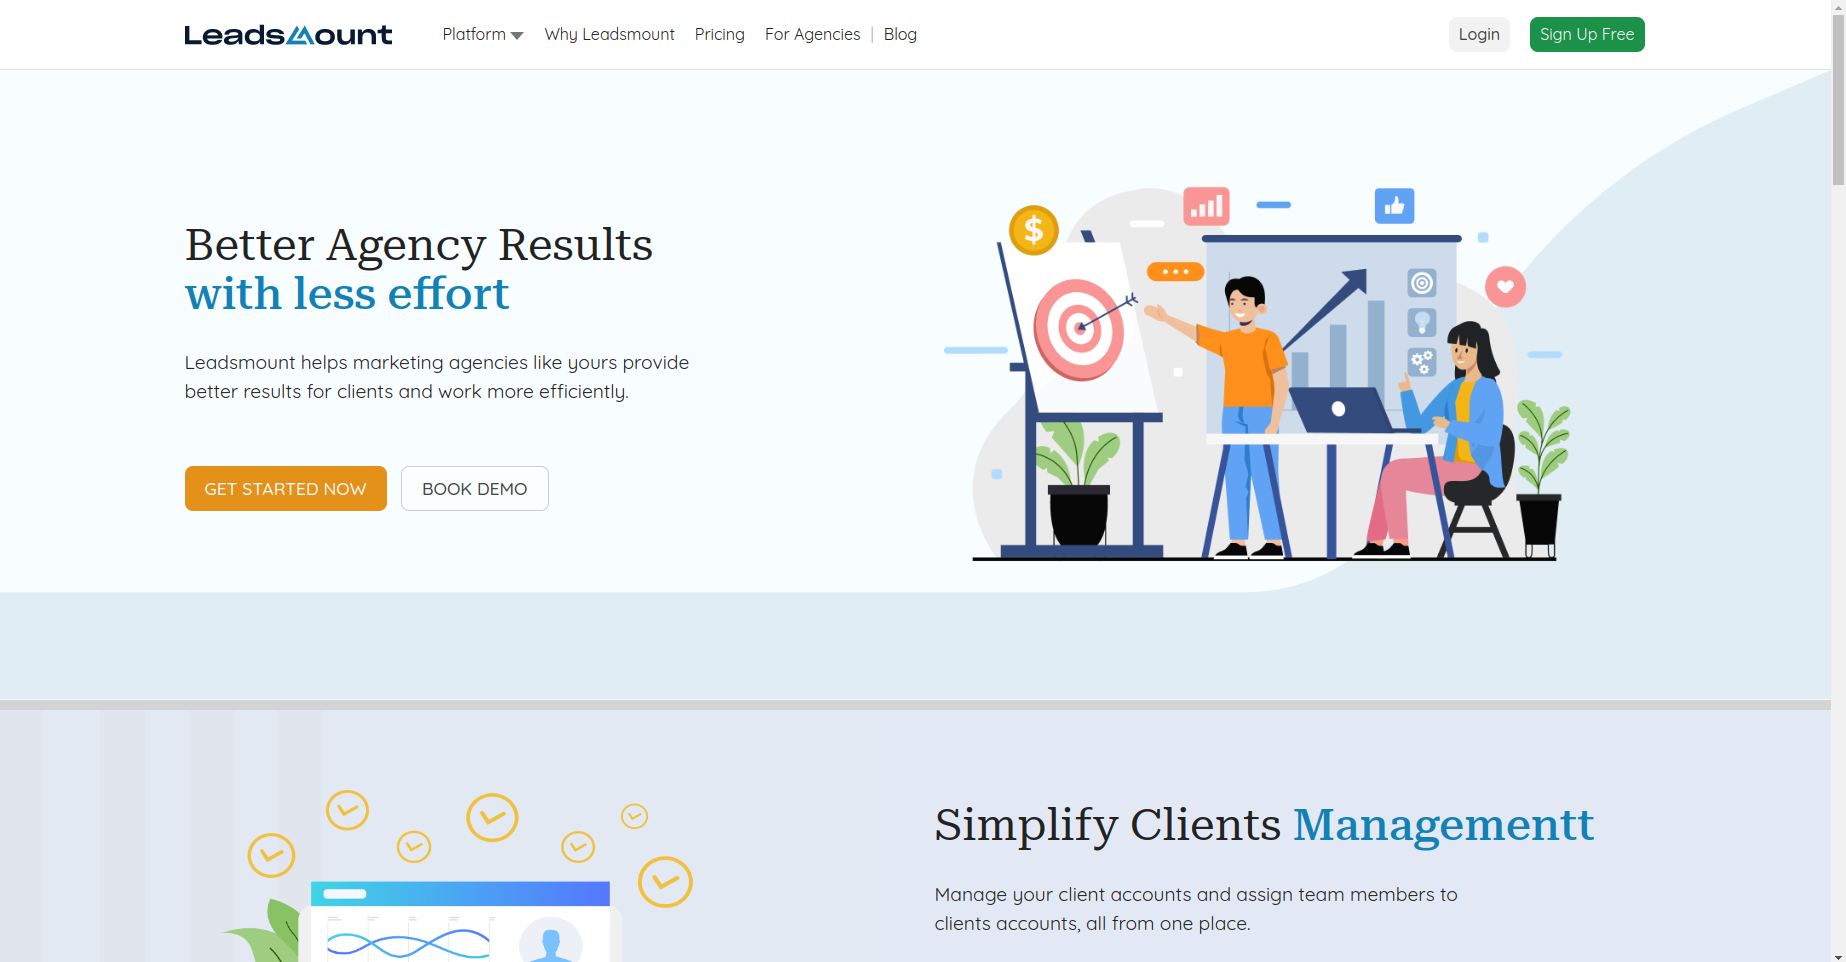 Leadsmount
Platform
Why Leadsmount
Pricing
For Agencies
Blog
Login
Sign Up Free
Better Agency Results
with less effort
Leadsmount helps marketing agencies like yours provide
better results for clients and work more efficiently.
GET STARTED NOW
BOOK DEMO
$
Simplify Clients Managementt
Manage your client accounts and assign team members to
clients accounts, all from one place.